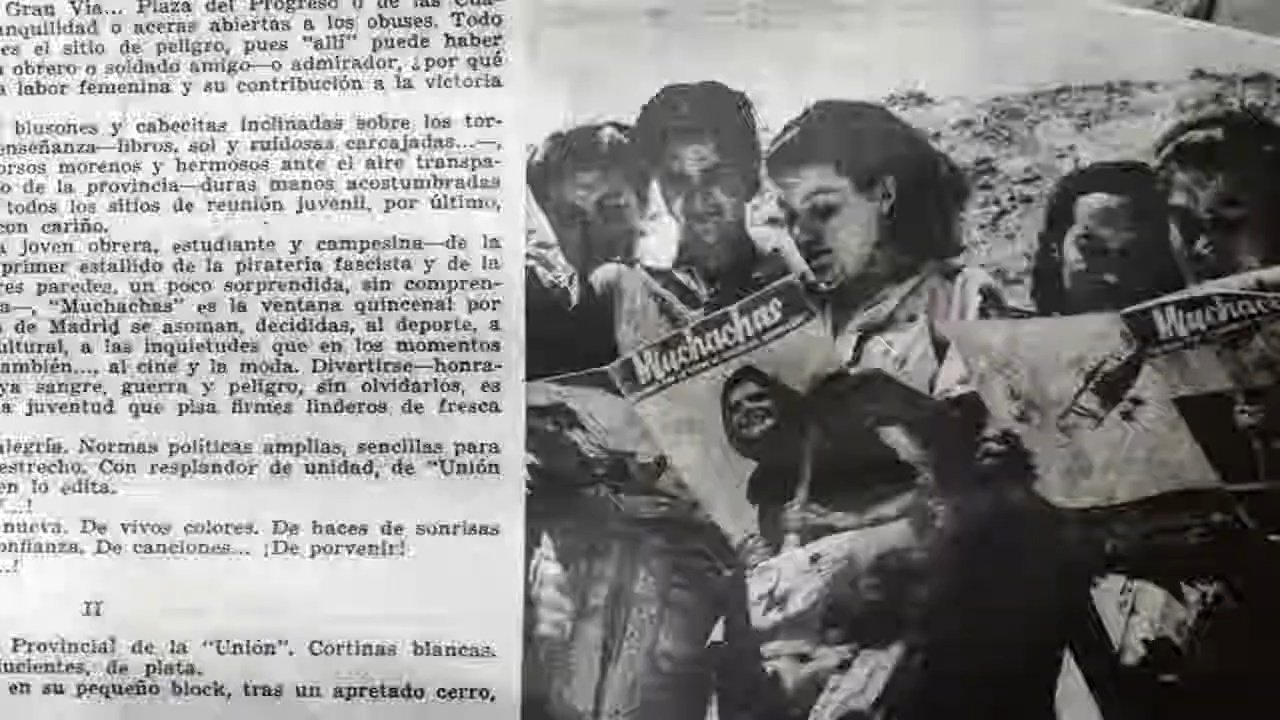 Gran Vía... Plaza del Progreso o de las
anquilidad o aceras abiertas a los obuses. Todo
es el sitio de peligro, pues "allí" puede haber
obrero o soldado amigo—o admirador, ¿por qué
a labor femenina y su contribución a la victoria
blusones y cabecitas inclinadas sobre los tor-
enseñanza—libros, sol y ruidosas carcajadas...—,
orsos morenos y hermosos ante el aire transpa-
o de la provincia—duras manos acostumbradas
todos los sitios de reunión juvenil, por último,
con cariño.
a joven obrera, estudiante y campesina—de la
primer estallido de la piratería fascista y de la
res paredes, un poco sorprendida, sin compren-
a—, "Muchachas" es la ventana quincenal por
de Madrid se asoman, decididas, al deporte, a
ultural, a las inquietudes que en los momentos
también..., al cine y la moda. Divertirse—honra-
ya sangre, guerra y peligro, sin olvidarlos, es
a juventud que pisa firmes linderos de fresca
alegría. Normas políticas amplias, sencillas para
estrecho. Con resplandor de unidad, de "Unión
en lo edita.
...!
nueva. De vivos colores. De haces de sonrisas
onfianza. De canciones... ¡De porvenir!
...!
II
Provincial de la "Unión". Cortinas blancas.
lucientes, de plata.
en su pequeño block, tras un apretado cerro,
Muchachas
Muchachas